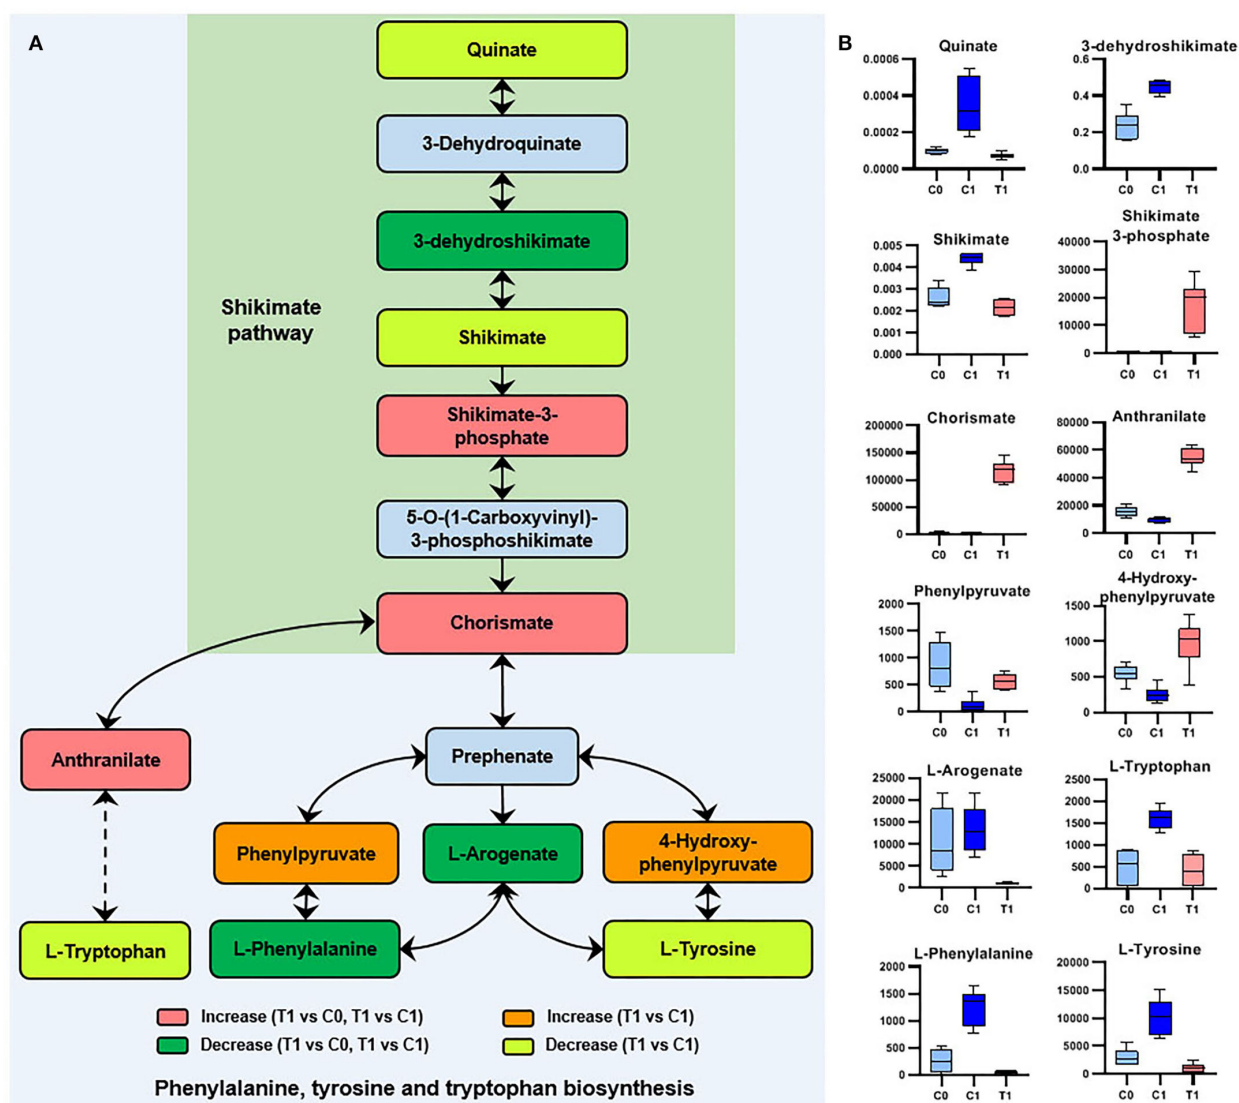 A
Quinate
3-Dehydroquinate
3-dehydroshikimate
Shikimate
pathway
Shikimate
Shikimate-3-
phosphate
5-O-(1-Carboxyvinyl)-
3-phosphoshikimate
Chorismate
Anthranilate
Prephenate
Phenylpyruvate
L-Arogenate
4-Hydroxy-
phenylpyruvate
L-Tryptophan
L-Phenylalanine
L-Tyrosine
Increase (T1 vs C0, T1 vs C1)
Increase (T1 vs C1)
Decrease (T1 vs C0, T1 vs C1)
Decrease (T1 vs C1)
Phenylalanine, tyrosine and tryptophan biosynthesis
B
Quinate
0.0006
0.0004
0.0002
0.0000
C0 C1 T1
3-dehydroshikimate
0.6
0.4
0.2
0.0
C0 C1 T1
Shikimate
0.005
0.004
0.003
0.002
0.001
0.000
C0 C1 T1
Shikimate
3-phosphate
40000
30000
20000
10000
0
C0 C1 T1
Chorismate
200000
150000
100000
50000
0
C0 C1 T1
Anthranilate
80000
60000
40000
20000
0
C0 C1 T1
Phenylpyruvate
2000
1500
1000
500
0
C0 C1 T1
4-Hydroxy-
phenylpyruvate
1500
1000
500
0
C0 C1 T1
L-Arogenate
25000
20000
15000
10000
5000
0
C0 C1 T1
L-Tryptophan
2500
2000
1500
1000
500
0
C0 C1 T1
L-Phenylalanine
2000
1500
1000
500
0
C0 C1 T1
L-Tyrosine
20000
15000
10000
5000
0
C0 C1 T1